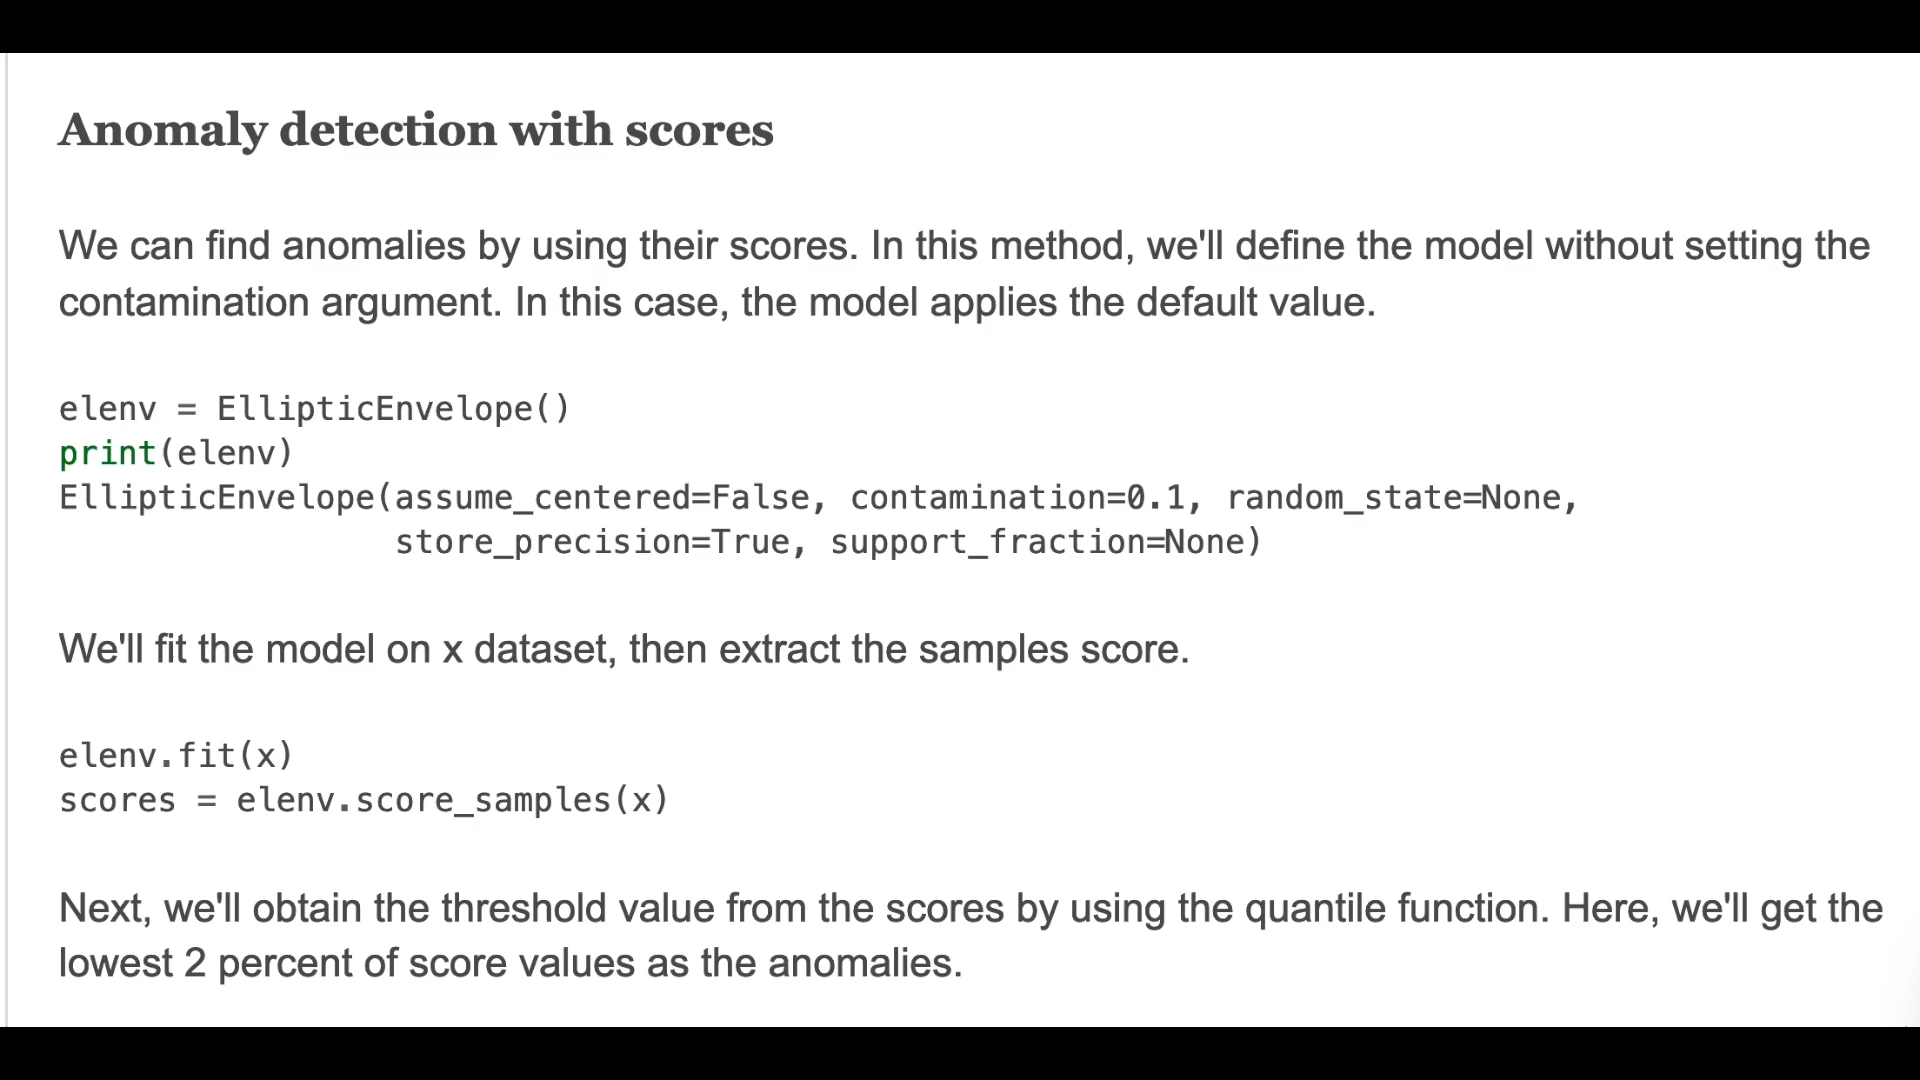 Anomaly detection with scores
We can find anomalies by using their scores. In this method, we'll define the model without setting the
contamination argument. In this case, the model applies the default value.
elenv = EllipticEnvelope()
print(elenv)
EllipticEnvelope(assume_centered=False, contamination=0.1, random_state=None,
                 store_precision=True, support_fraction=None)
We'll fit the model on x dataset, then extract the samples score.
elenv.fit(x)
scores = elenv.score_samples(x)
Next, we'll obtain the threshold value from the scores by using the quantile function. Here, we'll get the
lowest 2 percent of score values as the anomalies.